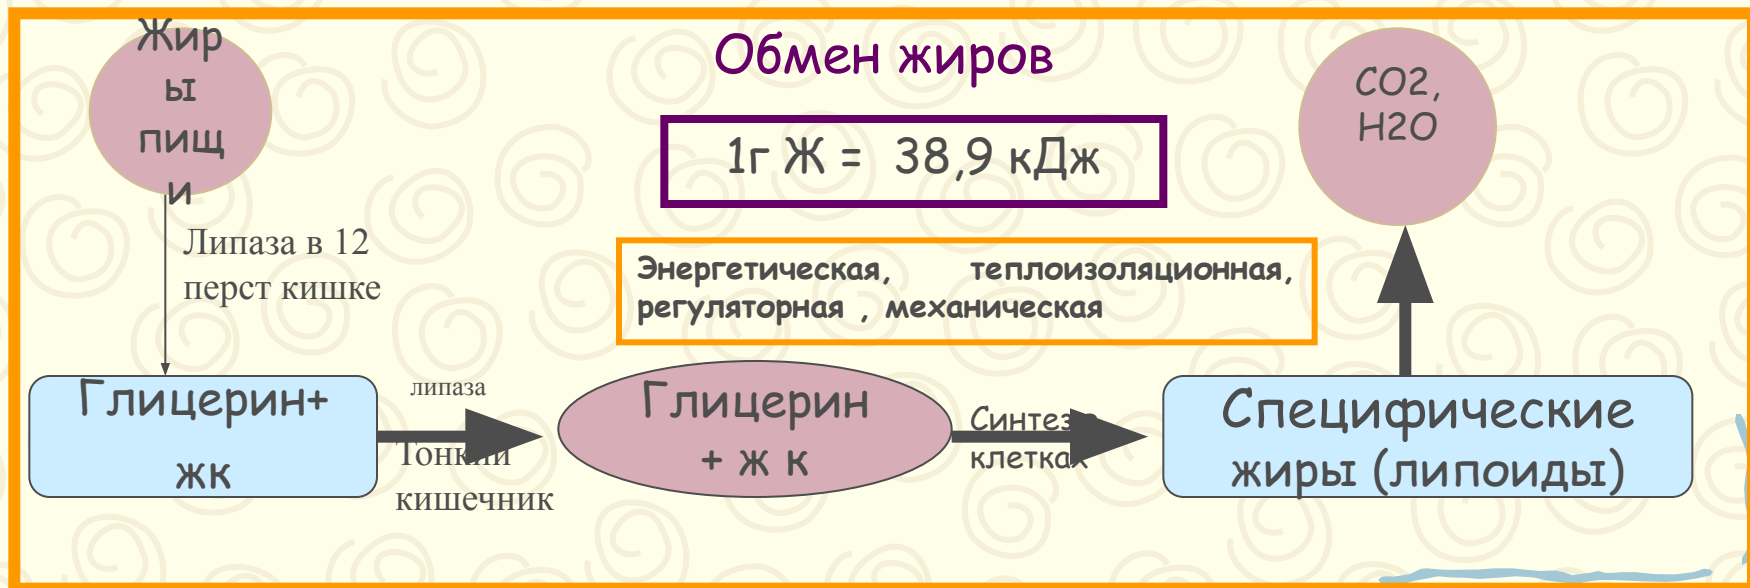 Обмен жиров
Жир
ы
пищ
и
CO2,
H2O
1г Ж = 38,9 кДж
Липаза в 12
перст кишке
Энергетическая, теплоизоляционная,
регуляторная , механическая
Глицерин+
жк
липаза
Тонкий
кишечник
Глицерин
+ ж к
Синтез в
клетках
Специфические
жиры (липоиды)